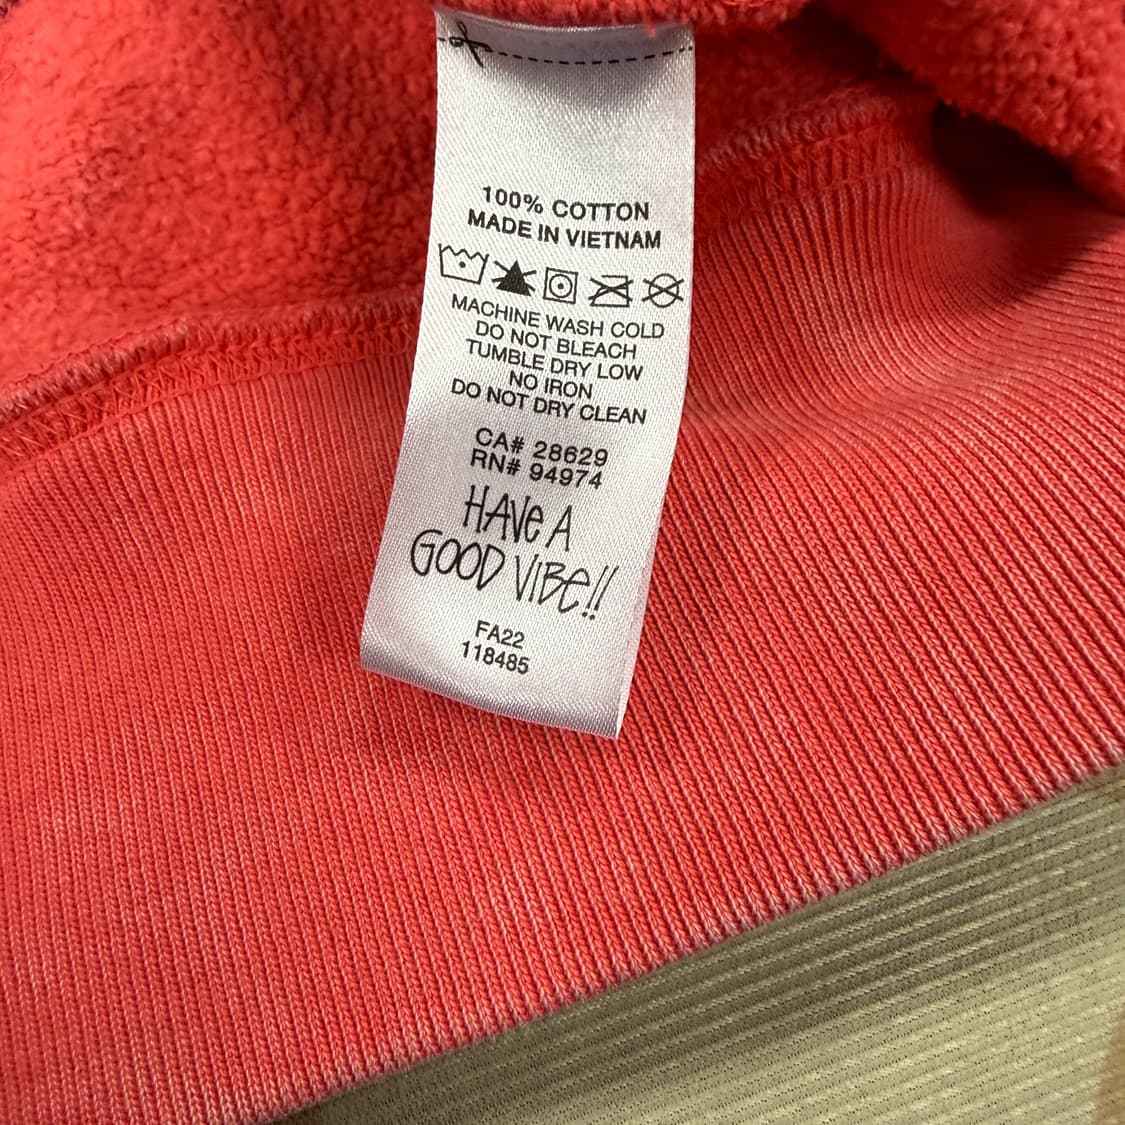 100% COTTON
MADE IN VIETNAM
MACHINE WASH COLD
DO NOT BLEACH
TUMBLE DRY LOW
NO IRON
DO NOT DRY CLEAN
CA# 28629
RN# 94974
HAVe A
GOOD VIBe!!
FA22
118485